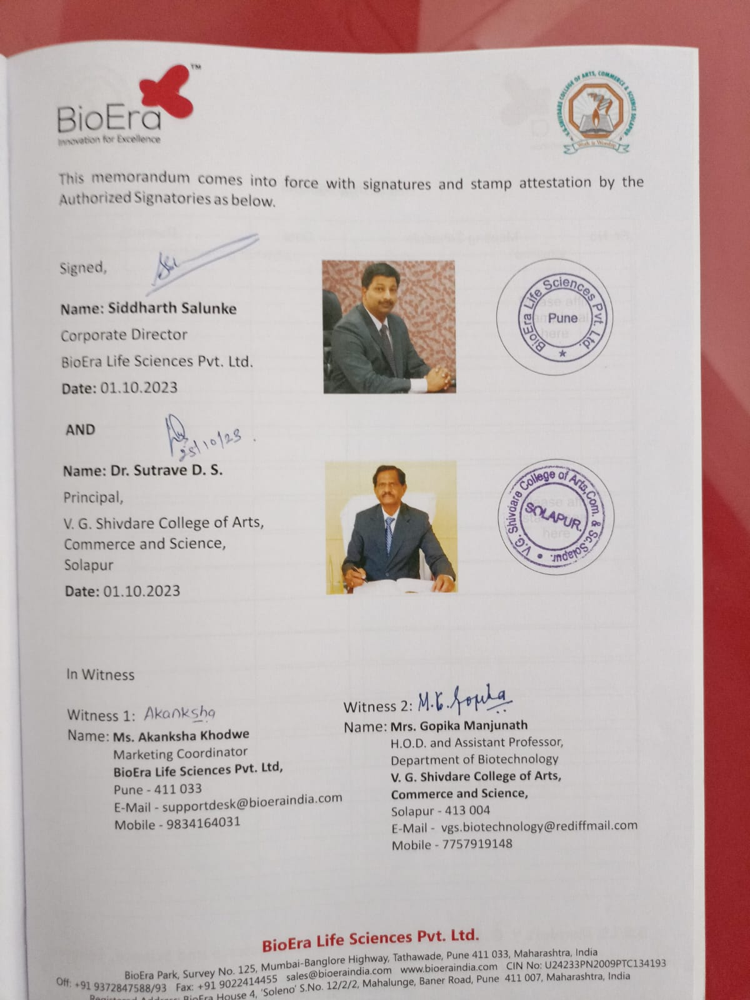 BioEra™
Innovation for Excellence
V.G. SHIVDARE COLLEGE OF ARTS, COMMERCE & SCIENCE SOLAPUR
Work is Worship
This memorandum comes into force with signatures and stamp attestation by the
Authorized Signatories as below.
Signed,
Name: Siddharth Salunke
Corporate Director
BioEra Life Sciences Pvt. Ltd.
Date: 01.10.2023
BioEra Life Sciences Pvt. Ltd.
Pune
AND
25/10/23
Name: Dr. Sutrave D. S.
Principal,
V. G. Shivdare College of Arts,
Commerce and Science,
Solapur
Date: 01.10.2023
V.G. Shivdare College of Arts,Com. & Sc.Solapur.
SOLAPUR.
In Witness
Witness 1: Akanksha
Name: Ms. Akanksha Khodwe
Marketing Coordinator
BioEra Life Sciences Pvt. Ltd,
Pune - 411 033
E-Mail - supportdesk@bioeraindia.com
Mobile - 9834164031
Witness 2: M.K. Gopika
Name: Mrs. Gopika Manjunath
H.O.D. and Assistant Professor,
Department of Biotechnology
V. G. Shivdare College of Arts,
Commerce and Science,
Solapur - 413 004
E-Mail - vgs.biotechnology@rediffmail.com
Mobile - 7757919148
BioEra Life Sciences Pvt. Ltd.
BioEra Park, Survey No. 125, Mumbai-Banglore Highway, Tathawade, Pune 411 033, Maharashtra, India
Off: +91 9372847588/93 Fax: +91 9022414455 sales@bioeraindia.com www.bioeraindia.com CIN No: U24233PN2009PTC134193
BioEra House 4, 'Soleno' S.No. 12/2/2, Mahalunge, Baner Road, Pune 411 007, Maharashtra, India